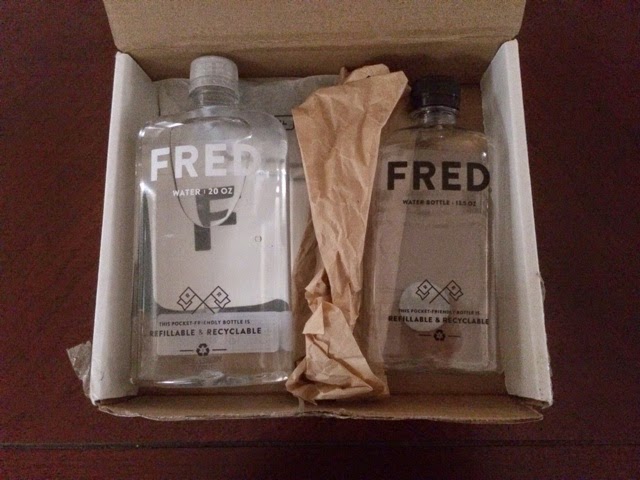 FRED
WATER · 20 OZ
F
THIS POCKET-FRIENDLY BOTTLE IS
REFILLABLE & RECYCLABLE
FRED
WATER BOTTLE · 13.5 OZ
THIS POCKET-FRIENDLY BOTTLE IS
REFILLABLE & RECYCLABLE